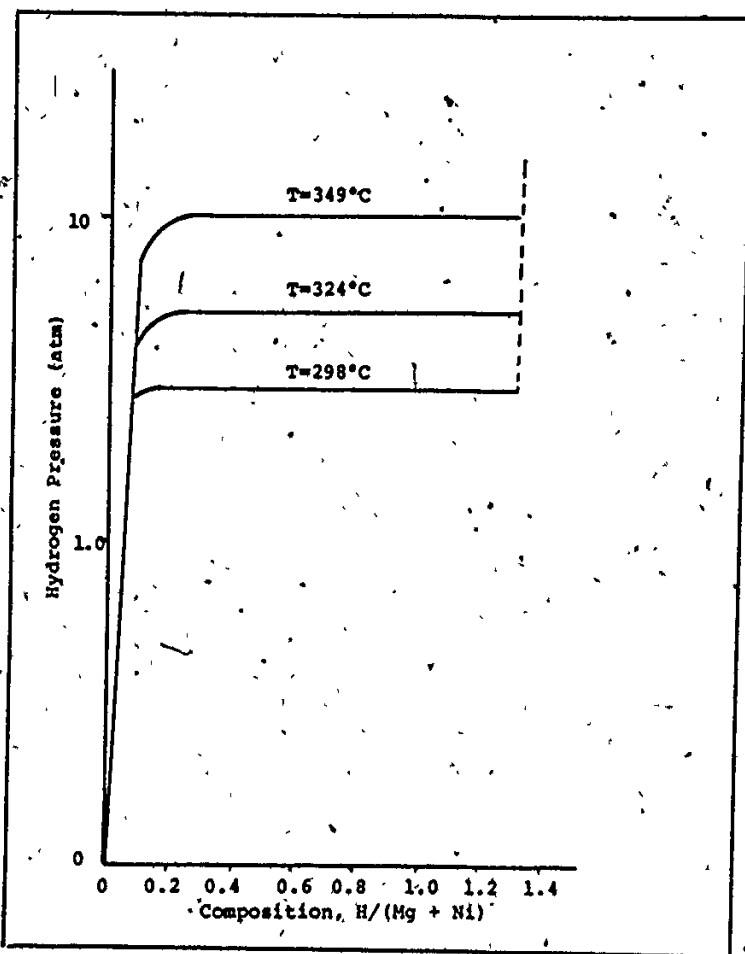 T=349°C
10
T=324°C
T=298°C
Hydrogen Pressure (atm)
1.0
0
0 0.2 0.4 0.6 0.8 1.0 1.2 1.4
Composition, H/(Mg + Ni)